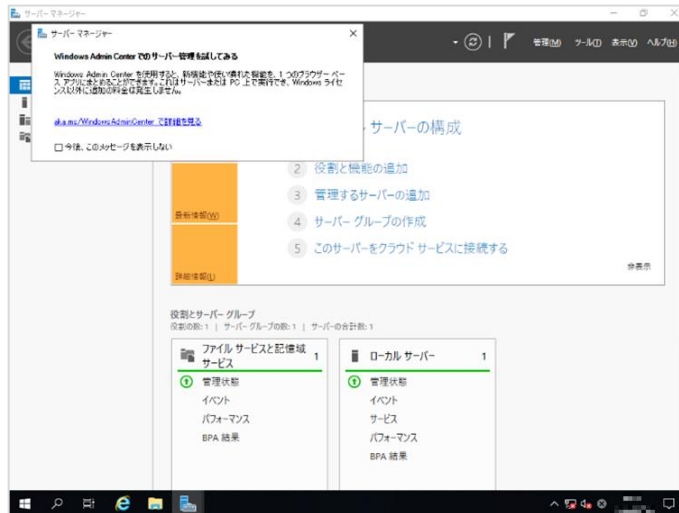 サーバー マネージャー
サーバー マネージャー
Windows Admin Center でのサーバー管理を試してみる
Windows Admin Center を使用すると、新機能や使い慣れた機能を、1 つのブラウザー ベー
ス アプリにまとめることができます。これはサーバーまたは PC 上で実行でき、Windows ライセ
ンス以外に追加の料金は発生しません。
aka.ms/WindowsAdminCenter で詳細を見る
今後、このメッセージを表示しない
管理(M) ツール(T) 表示(V) ヘルプ(H)
サーバーの構成
2 役割と機能の追加
3 管理するサーバーの追加
4 サーバー グループの作成
5 このサーバーをクラウド サービスに接続する
最新情報(W)
詳細情報(L)
非表示
役割とサーバー グループ
役割の数: 1 | サーバー グループの数: 1 | サーバーの合計数: 1
ファイル サービスと記憶域
サービス
1
管理状態
イベント
パフォーマンス
BPA 結果
ローカル サーバー 1
管理状態
イベント
サービス
パフォーマンス
BPA 結果